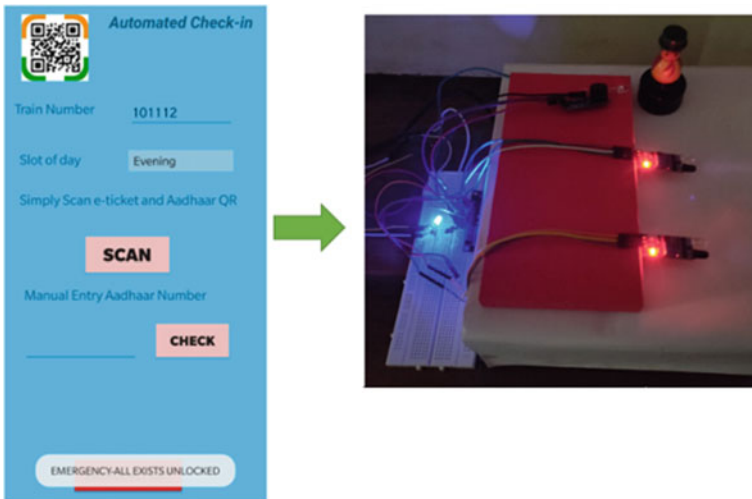 Automated Check-in
Train Number 101112
Slot of day Evening
Simply Scan e-ticket and Aadhaar QR
SCAN
Manual Entry Aadhaar Number
CHECK
EMERGENCY-ALL EXISTS UNLOCKED